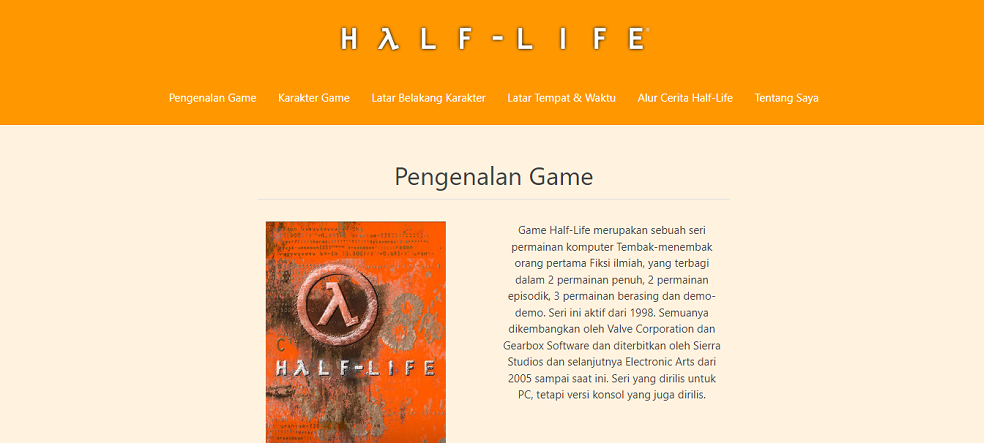 HλLF-LIFE
Pengenalan Game Karakter Game Latar Belakang Karakter Latar Tempat & Waktu Alur Cerita Half-Life Tentang Saya
Pengenalan Game
λ
C
HλLF-LIFE
Game Half-Life merupakan sebuah seri
permainan komputer Tembak-menembak
orang pertama Fiksi ilmiah, yang terbagi
dalam 2 permainan penuh, 2 permainan
episodik, 3 permainan berasing dan demo-
demo. Seri ini aktif dari 1998. Semuanya
dikembangkan oleh Valve Corporation dan
Gearbox Software dan diterbitkan oleh Sierra
Studios dan selanjutnya Electronic Arts dari
2005 sampai saat ini. Seri yang dirilis untuk
PC, tetapi versi konsol yang juga dirilis.